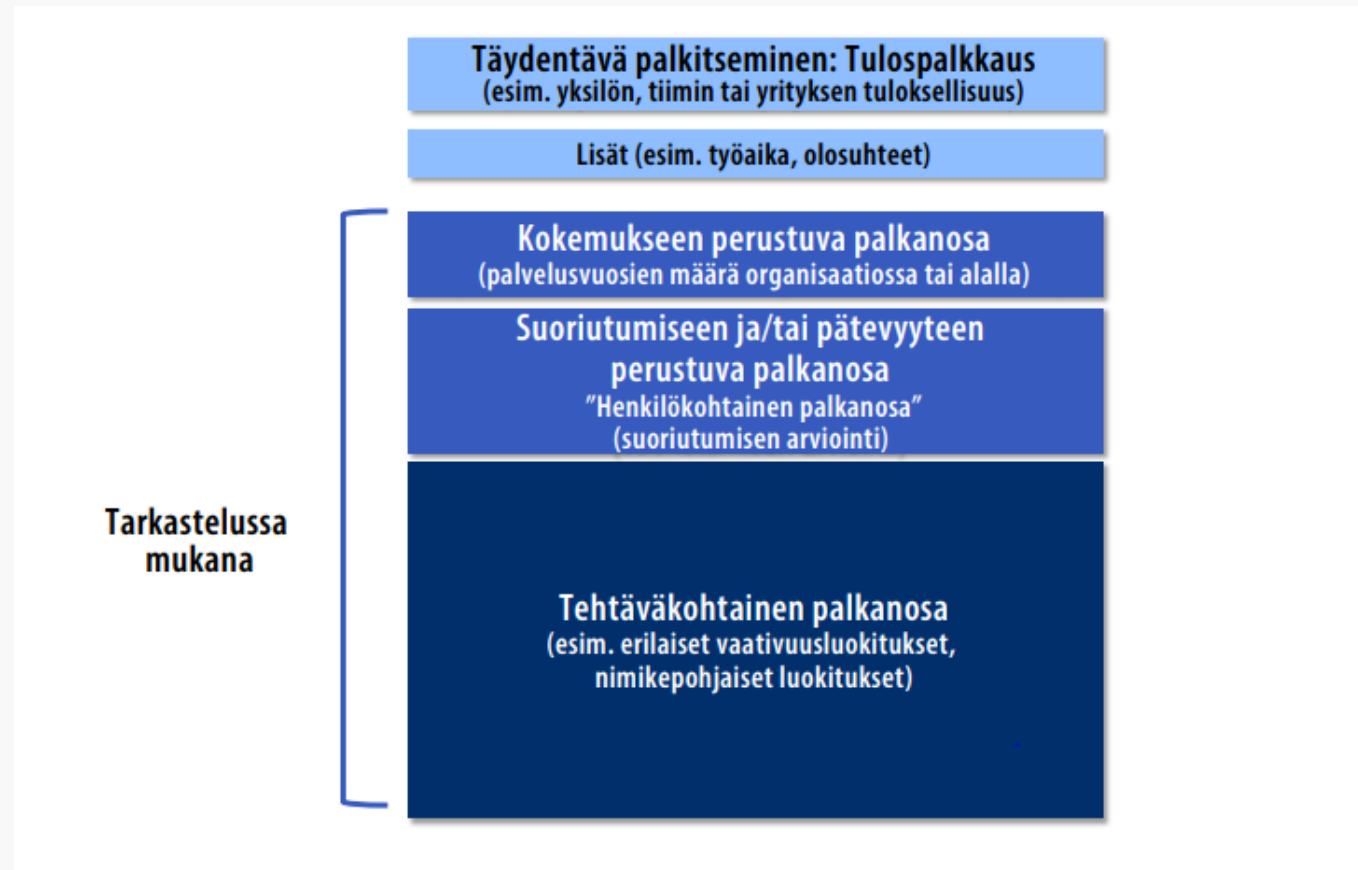 Täydentävä palkitseminen: Tulospalkkaus
(esim. yksilön, tiimin tai yrityksen tuloksellisuus)
Lisät (esim. työaika, olosuhteet)
Kokemukseen perustuva palkanosa
(palvelusvuosien määrä organisaatiossa tai alalla)
Suoriutumiseen ja/tai pätevyyteen
perustuva palkanosa
”Henkilökohtainen palkanosa”
(suoriutumisen arviointi)
Tarkastelussa
mukana
Tehtäväkohtainen palkanosa
(esim. erilaiset vaativuusluokitukset,
nimikepohjaiset luokitukset)